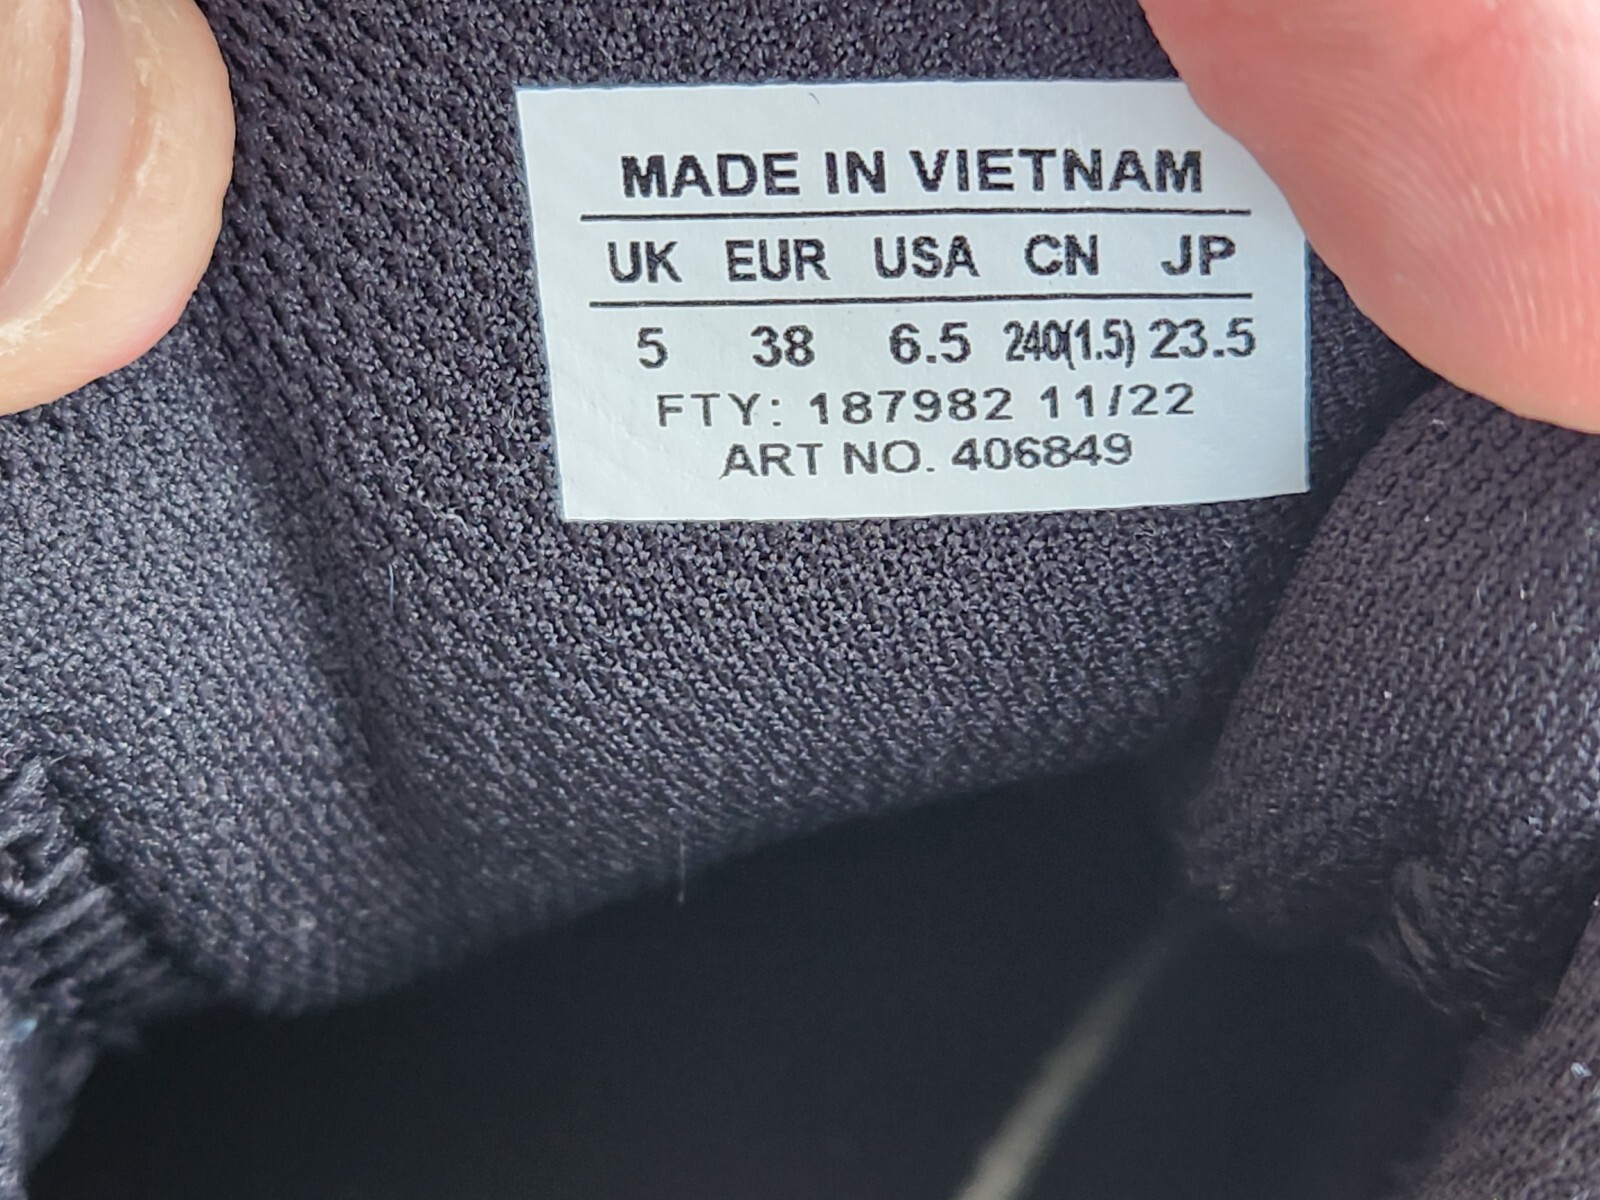 MADE IN VIETNAM
UK EUR USA CN JP
5 38 6.5 240(1.5) 23.5
FTY: 187982 11/22
ART NO. 406849